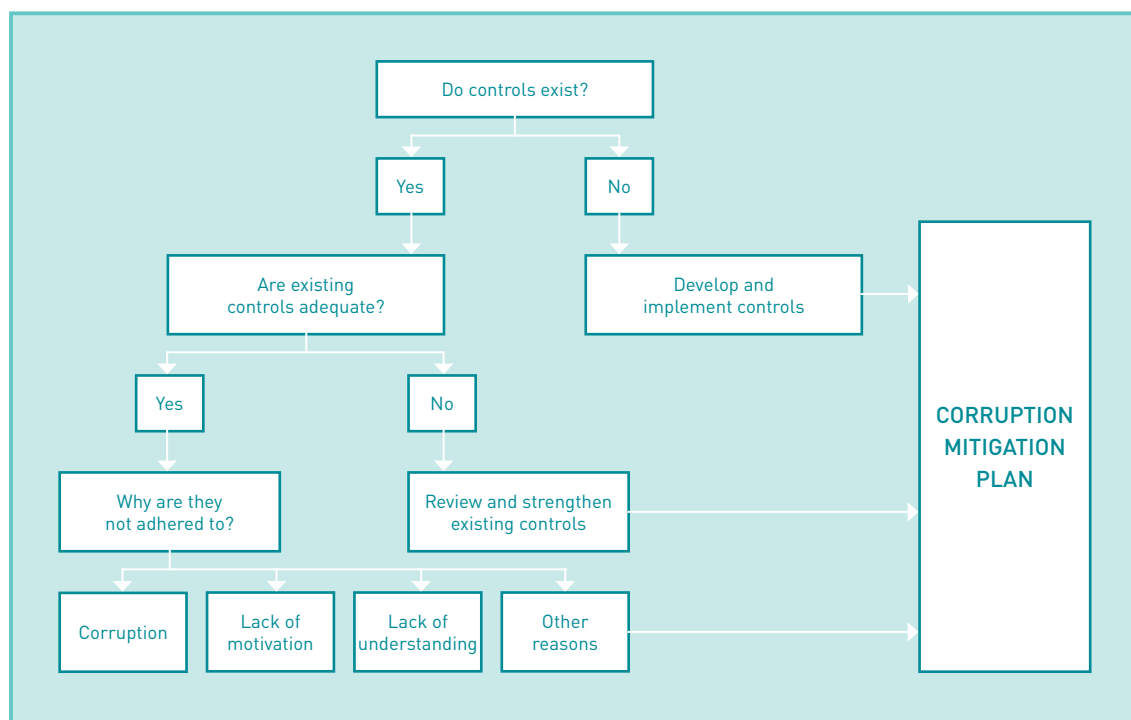 Do controls exist?
Yes
No
Are existing
controls adequate?
Develop and
implement controls
Yes
No
CORRUPTION
MITIGATION
PLAN
Why are they
not adhered to?
Review and strengthen
existing controls
Corruption
Lack of
motivation
Lack of
understanding
Other
reasons